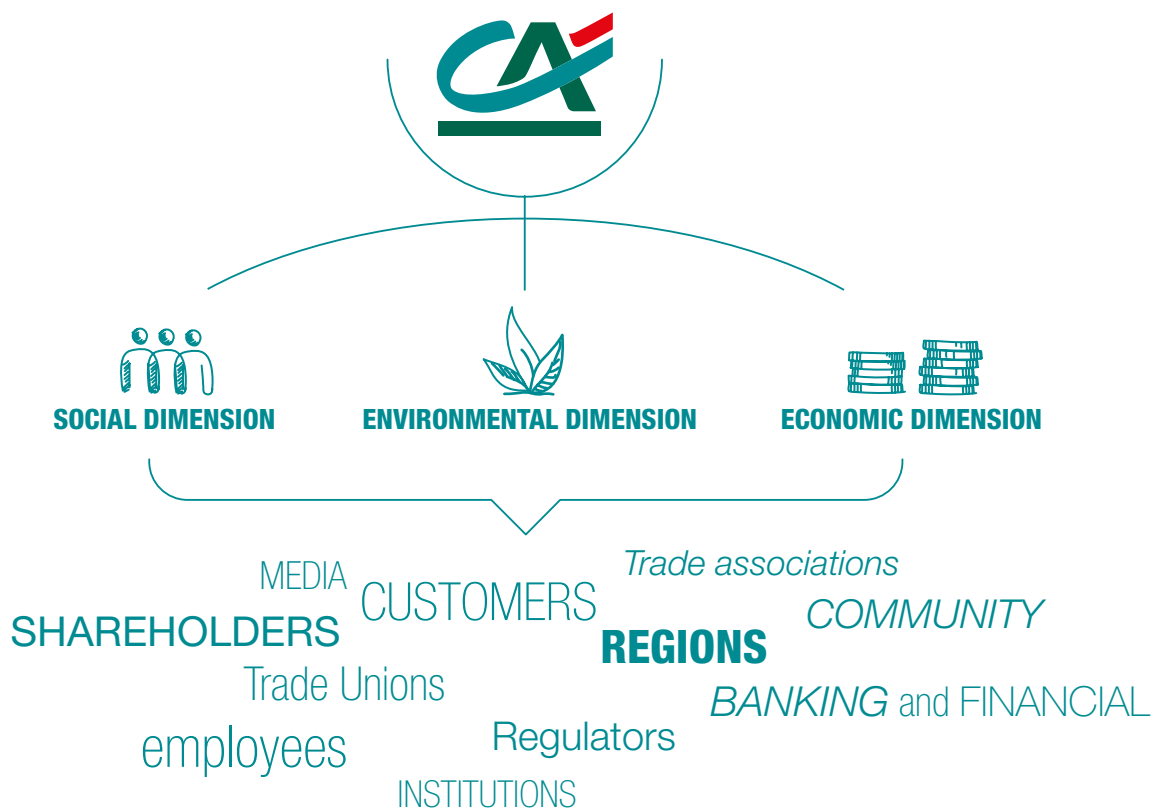 CA
SOCIAL DIMENSION
ENVIRONMENTAL DIMENSION
ECONOMIC DIMENSION
Trade associations
MEDIA
CUSTOMERS
COMMUNITY
SHAREHOLDERS
REGIONS
Trade Unions
BANKING and FINANCIAL
employees
Regulators
INSTITUTIONS